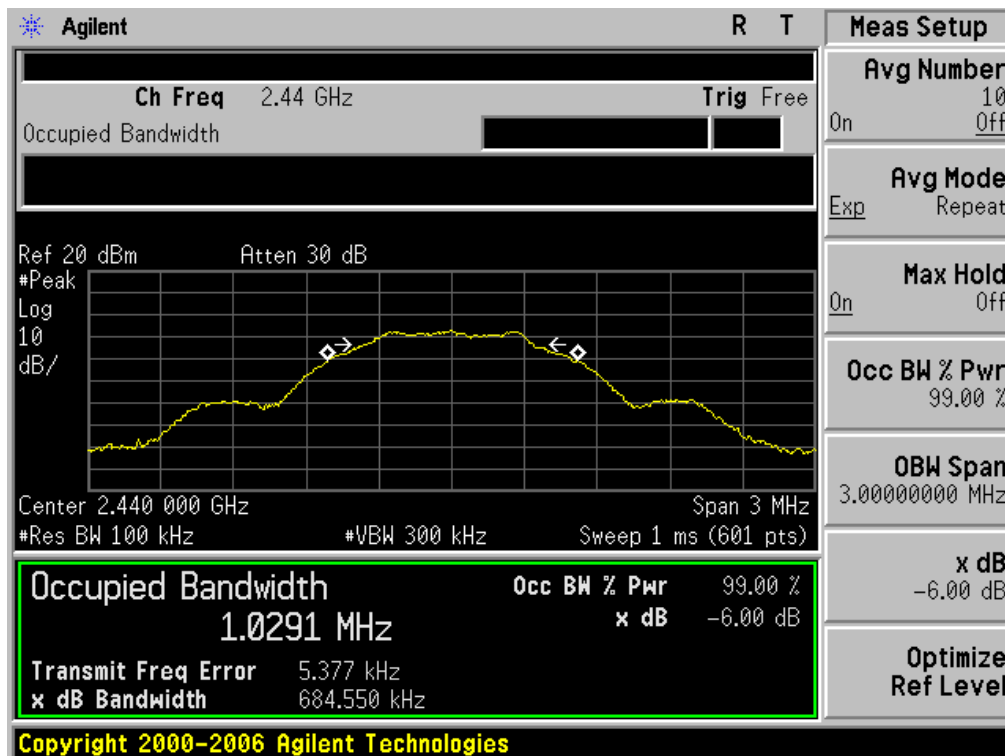 Agilent R T
Ch Freq 2.44 GHz Trig Free
Occupied Bandwidth
Ref 20 dBm Atten 30 dB
#Peak
Log
10
dB/
Center 2.440 000 GHz Span 3 MHz
#Res BW 100 kHz #VBW 300 kHz Sweep 1 ms (601 pts)
Occupied Bandwidth Occ BW % Pwr 99.00 %
1.0291 MHz x dB -6.00 dB
Transmit Freq Error 5.377 kHz
x dB Bandwidth 684.550 kHz
Copyright 2000-2006 Agilent Technologies
Meas Setup
Avg Number
10
On Off
Avg Mode
Exp Repeat
Max Hold
On Off
Occ BW % Pwr
99.00 %
OBW Span
3.00000000 MHz
x dB
-6.00 dB
Optimize
Ref Level